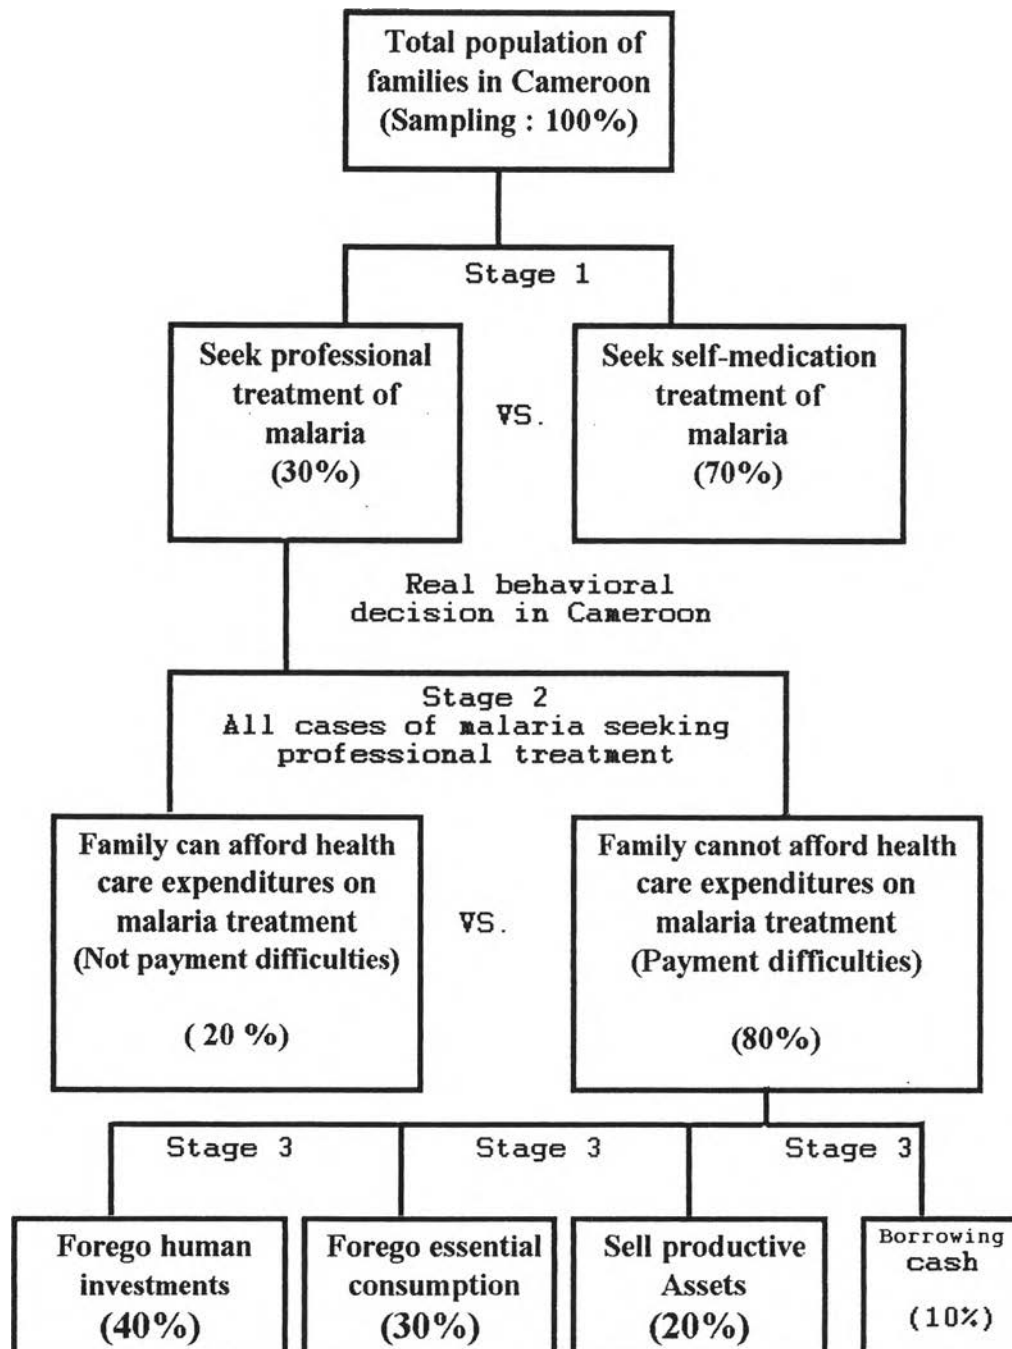 Total population of
families in Cameroon
(Sampling : 100%)
Stage 1
Seek professional
treatment of
malaria
(30%)
VS.
Seek self-medication
treatment of
malaria
(70%)
Real behavioral
decision in Cameroon
Stage 2
All cases of malaria seeking
professional treatment
Family can afford health
care expenditures on
malaria treatment
(Not payment difficulties)
( 20 %)
VS.
Family cannot afford health
care expenditures on
malaria treatment
(Payment difficulties)
(80%)
Stage 3
Stage 3
Stage 3
Forego human
investments
(40%)
Forego essential
consumption
(30%)
Sell productive
Assets
(20%)
Borrowing
cash
(10%)